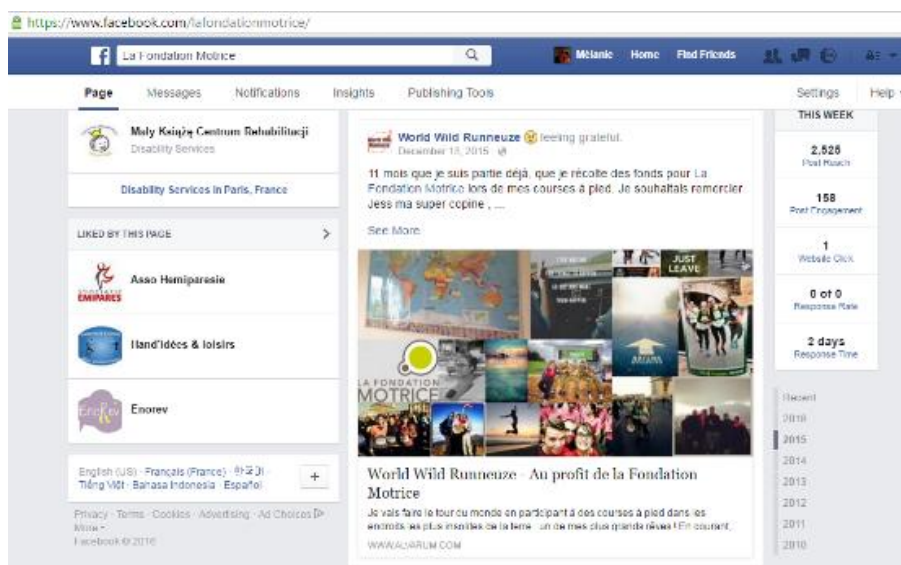 https://www.facebook.com/lafondationmotrice/
La Fondation Motrice
Mélanie Home Find Friends
Page Messages Notifications Insights Publishing Tools Settings Help
Mały Książę Centrum Rehabilitacji
Disability Services
Disability Services in Paris, France
LIKED BY THIS PAGE
EMIPARES
Asso Hemiparesie
Hand'idées & loisirs
EnoRev
Enorev
English (US) · Français (France) · 한국어 ·
Tiếng Việt · Bahasa Indonesia · Español
+
Privacy · Terms · Cookies · Advertising · Ad Choices
More
Facebook © 2016
World Wild Runneuze feeling grateful.
December 13, 2015
11 mois que je suis partie déjà, que je récolte des fonds pour La
Fondation Motrice lors de mes courses à pied. Je souhaitais remercier
Jess ma super copine , ....
See More
JUST
LEAVE
LA FONDATION
MOTRICE
World Wild Runneuze - Au profit de la Fondation
Motrice
Je vais faire le tour du monde en participant à des courses à pied dans les
endroits les plus insolites de la terre : un de mes plus grands rêves ! En courant,
WWW.ALVARUM.COM
THIS WEEK
2,526
Post Reach
158
Post Engagement
1
Website Click
0 of 0
Response Rate
2 days
Response Time
Recent
2016
2015
2014
2013
2012
2011
2010